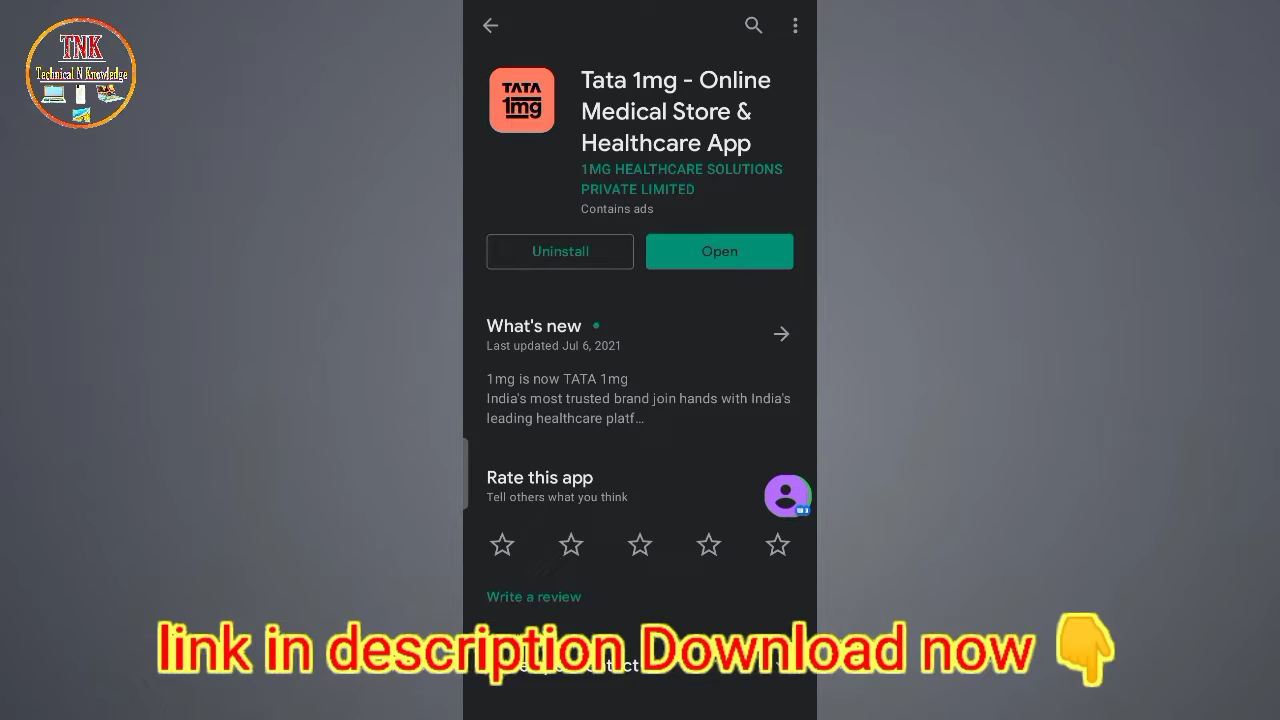 TNK
Technical N Knowledge
TATA
1mg
Tata 1mg - Online
Medical Store &
Healthcare App
1MG HEALTHCARE SOLUTIONS
PRIVATE LIMITED
Contains ads
Uninstall
Open
What's new
Last updated Jul 6, 2021
1mg is now TATA 1mg
India's most trusted brand join hands with India's
leading healthcare platf...
Rate this app
Tell others what you think
Write a review
link in description Download now 👇